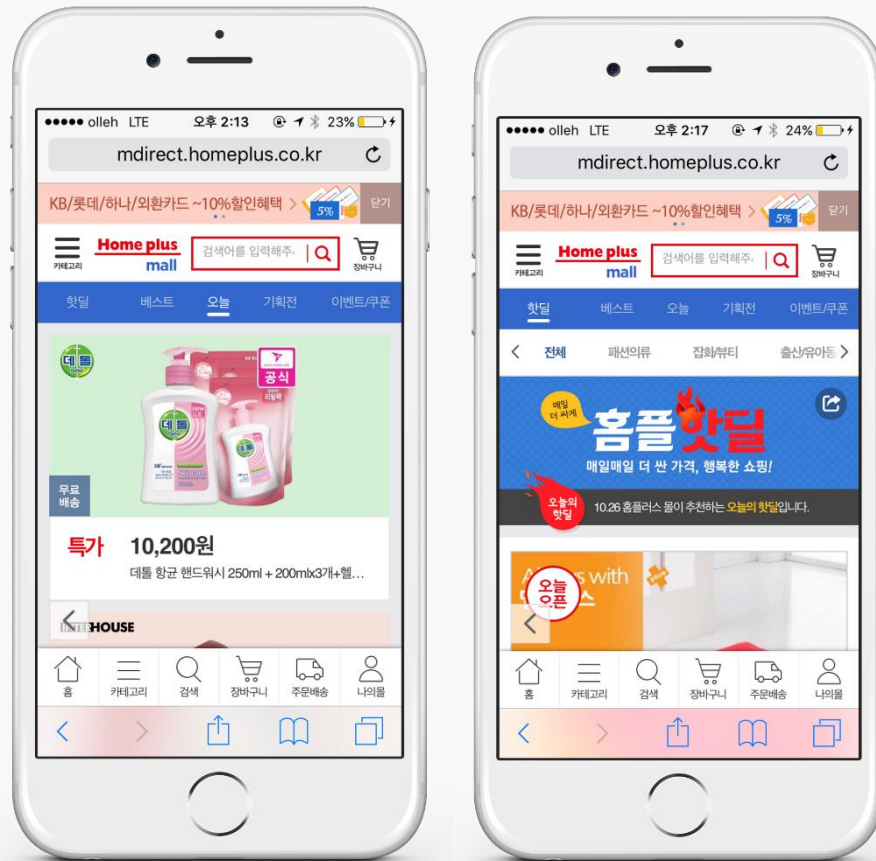 olleh LTE 오후 2:13 23%
mdirect.homeplus.co.kr
KB/롯데/하나/외환카드 ~10%할인혜택 > 5% 닫기
카테고리
Home plus
mall
검색어를 입력해주.
장바구니
핫딜 베스트 오늘 기획전 이벤트/쿠폰
데톨
공식
데톨
무료
배송
특가 10,200원
데톨 항균 핸드워시 250ml + 200mlx3개+헬…
HOUSE
홈 카테고리 검색 장바구니 주문배송 나의몰
olleh LTE 오후 2:17 24%
mdirect.homeplus.co.kr
KB/롯데/하나/외환카드 ~10%할인혜택 > 5% 닫기
카테고리
Home plus
mall
검색어를 입력해주.
장바구니
핫딜 베스트 오늘 기획전 이벤트/쿠폰
전체 패션의류 잡화/뷰티 출산/유아동
매일
더 싸게
홈플핫딜
매일매일 더 싼 가격, 행복한 쇼핑!
오늘의
핫딜
10.26 홈플러스 몰이 추천하는 오늘의 핫딜입니다.
with
오늘
오픈
홈 카테고리 검색 장바구니 주문배송 나의몰